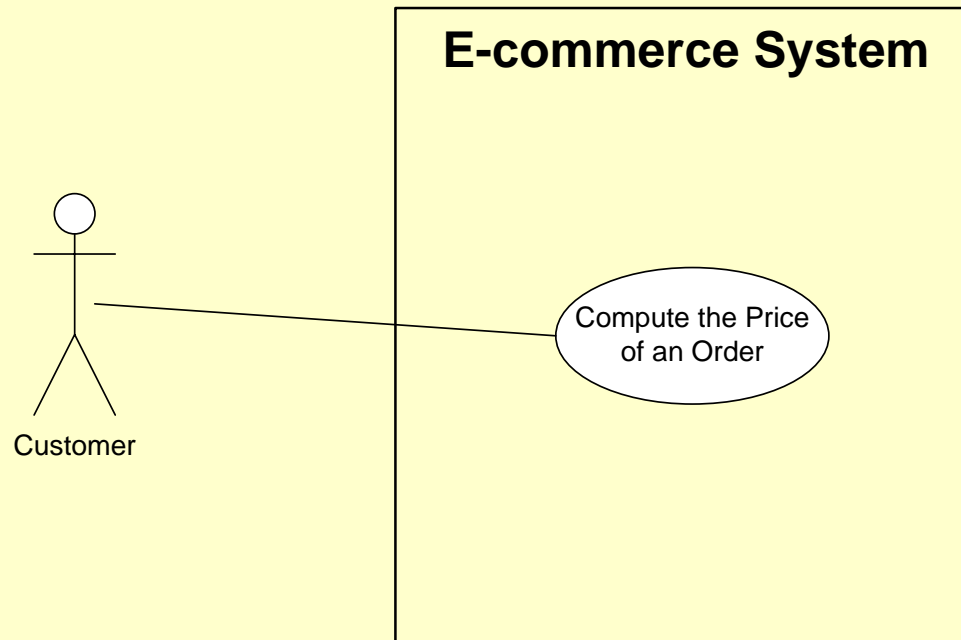 E-commerce System
Compute the Price
of an Order
Customer